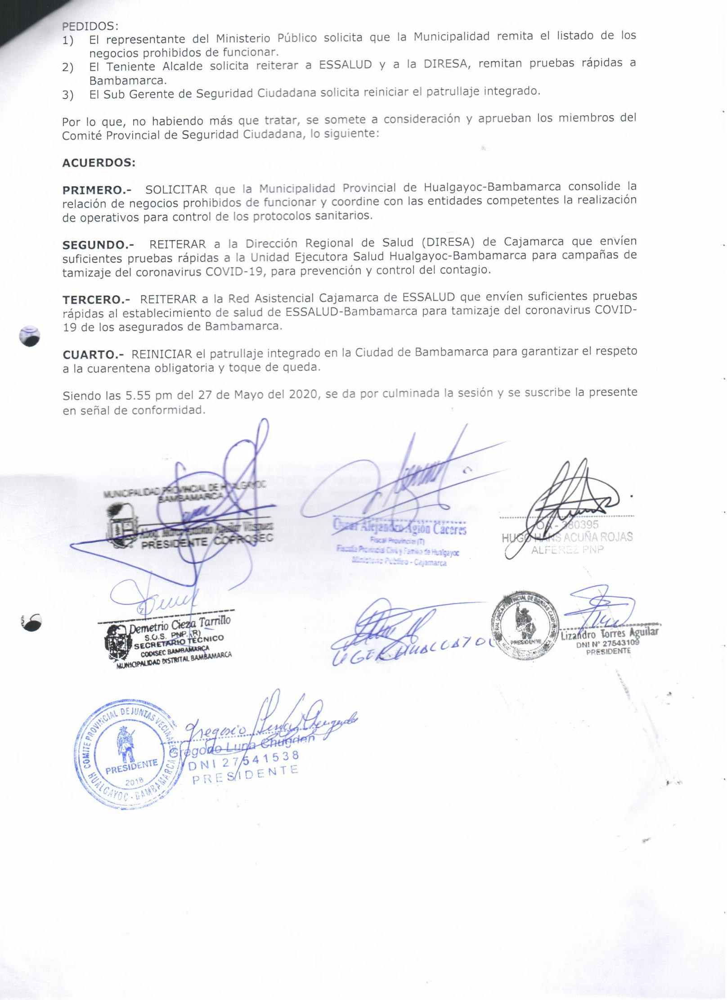 PEDIDOS:
1) El representante del Ministerio Público solicita que la Municipalidad remita el listado de los
negocios prohibidos de funcionar.
2) El Teniente Alcalde solicita reiterar a ESSALUD y a la DIRESA, remitan pruebas rápidas a
Bambamarca.
3) El Sub Gerente de Seguridad Ciudadana solicita reiniciar el patrullaje integrado.
Por lo que, no habiendo más que tratar, se somete a consideración y aprueban los miembros del
Comité Provincial de Seguridad Ciudadana, lo siguiente:
ACUERDOS:
PRIMERO.- SOLICITAR que la Municipalidad Provincial de Hualgayoc-Bambamarca consolide la
relación de negocios prohibidos de funcionar y coordine con las entidades competentes la realización
de operativos para control de los protocolos sanitarios.
SEGUNDO.- REITERAR a la Dirección Regional de Salud (DIRESA) de Cajamarca que envíen
suficientes pruebas rápidas a la Unidad Ejecutora Salud Hualgayoc-Bambamarca para campañas de
tamizaje del coronavirus COVID-19, para prevención y control del contagio.
TERCERO.- REITERAR a la Red Asistencial Cajamarca de ESSALUD que envíen suficientes pruebas
rápidas al establecimiento de salud de ESSALUD-Bambamarca para tamizaje del coronavirus COVID-
19 de los asegurados de Bambamarca.
CUARTO.- REINICIAR el patrullaje integrado en la Ciudad de Bambamarca para garantizar el respeto
a la cuarentena obligatoria y toque de queda.
Siendo las 5.55 pm del 27 de Mayo del 2020, se da por culminada la sesión y se suscribe la presente
en señal de conformidad.
MUNICIPALIDAD PROVINCIAL DE HUALGAYOC
BAMBAMARCA
Aguilar Vásquez
PRESIDENTE COPROSEC
Oscar Alejandro Agión Cáceres
Fiscal Provincial (T)
Fiscalía Provincial Civil y Familia de Hualgayoc
Ministerio Público - Cajamarca
OA - 380395
HUGO HANS ACUÑA ROJAS
ALFÉREZ PNP
Demetrio Cieza Tarrillo
S.O.S. PNP. (R)
SECRETARIO TÉCNICO
CODISEC BAMBAMARCA
MUNICIPALIDAD DISTRITAL BAMBAMARCA
UGEL HUALGAYOC
PROVINCIAL DE RONDAS CAMPESINAS
PRESIDENTE
Lizandro Torres Aguilar
DNI N° 27543109
PRESIDENTE
COMITE PROVINCIAL DE JUNTAS VECINALES
PRESIDENTE
2018
HUALGAYOC - BAMBAMARCA
Gregorio Luna Chugden
DNI 27541538
PRESIDENTE